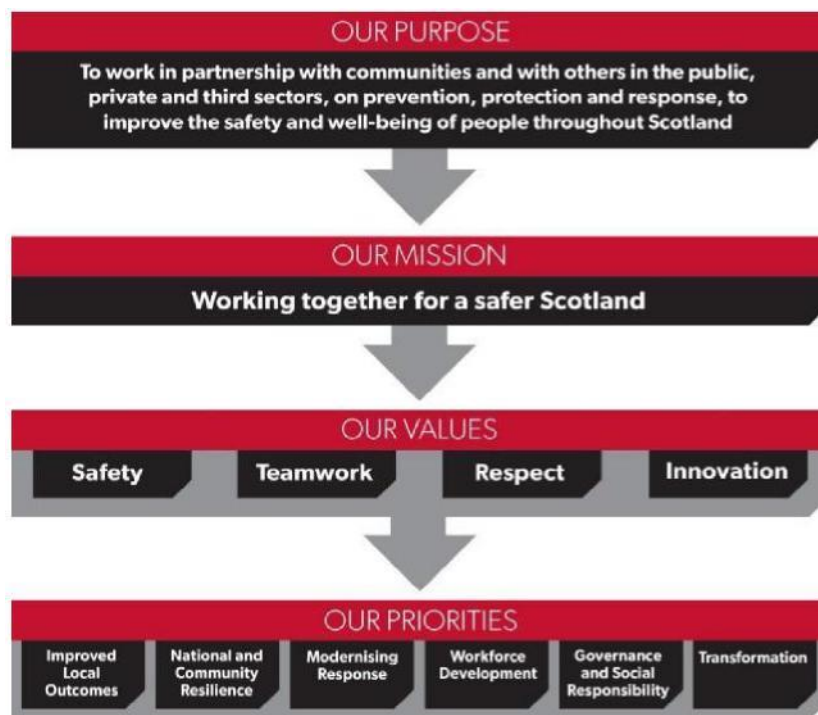 OUR PURPOSE
To work in partnership with communities and with others in the public,
private and third sectors, on prevention, protection and response, to
improve the safety and well-being of people throughout Scotland
OUR MISSION
Working together for a safer Scotland
OUR VALUES
Safety
Teamwork
Respect
Innovation
OUR PRIORITIES
Improved
Local
Outcomes
National and
Community
Resilience
Modernising
Response
Workforce
Development
Governance
and Social
Responsibility
Transformation